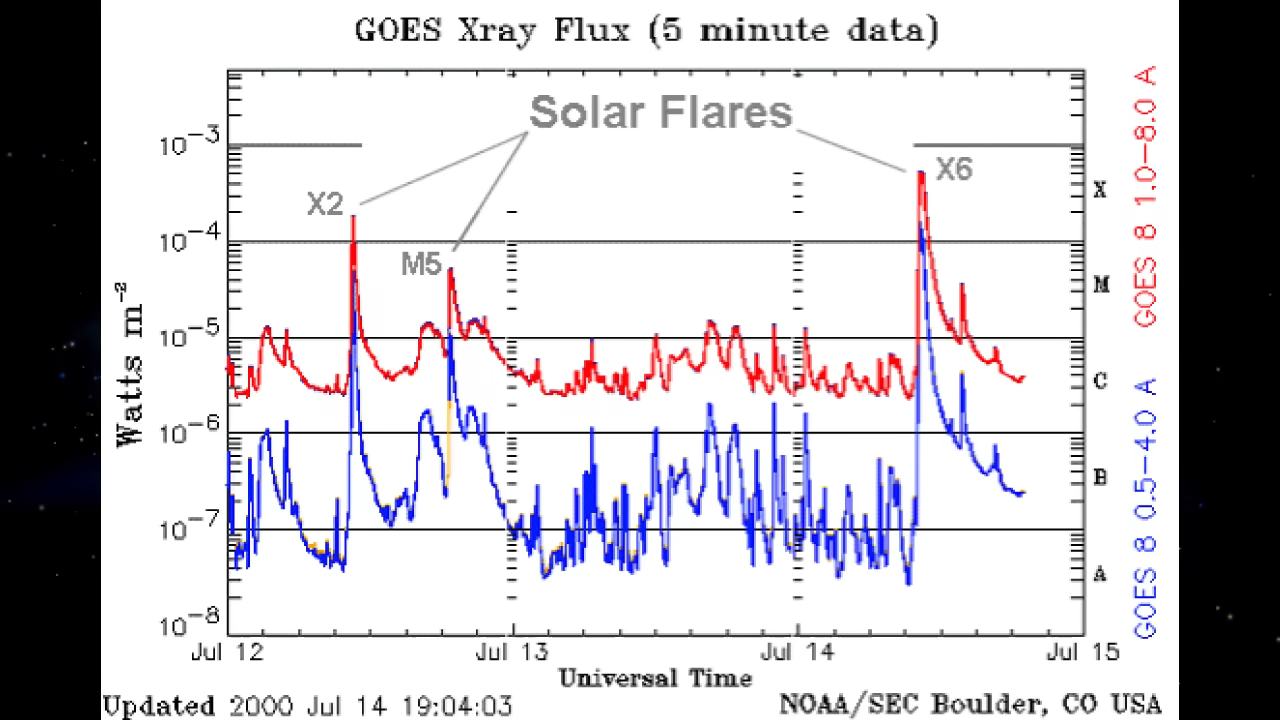 GOES Xray Flux (5 minute data)
Solar Flares
X2
M5
X6
10⁻³
10⁻⁴
10⁻⁵
10⁻⁶
10⁻⁷
10⁻⁸
Watts m⁻²
X
M
C
B
A
GOES 8 1.0–8.0 A
GOES 8 0.5–4.0 A
Jul 12
Jul 13
Jul 14
Jul 15
Universal Time
Updated 2000 Jul 14 19:04:03
NOAA/SEC Boulder, CO USA